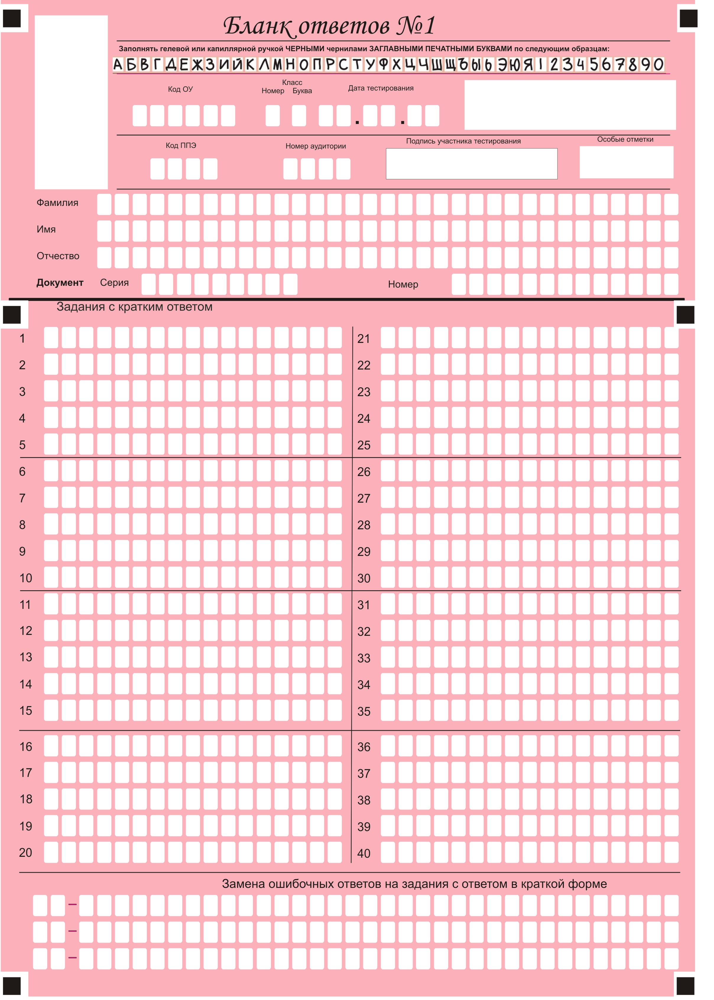 Бланк ответов №1
Заполнять гелевой или капиллярной ручкой ЧЕРНЫМИ чернилами ЗАГЛАВНЫМИ ПЕЧАТНЫМИ БУКВАМИ по следующим образцам:
А Б В Г Д Е Ж З И Й К Л М Н О П Р С Т У Ф Х Ц Ч Ш Щ Ъ Ы Ь Э Ю Я 1 2 3 4 5 6 7 8 9 0
Код ОУ
Класс
Номер Буква
Дата тестирования
. .
Код ППЭ
Номер аудитории
Подпись участника тестирования
Особые отметки
Фамилия
Имя
Отчество
Документ Серия Номер
Задания с кратким ответом
1 21
2 22
3 23
4 24
5 25
6 26
7 27
8 28
9 29
10 30
11 31
12 32
13 33
14 34
15 35
16 36
17 37
18 38
19 39
20 40
Замена ошибочных ответов на задания с ответом в краткой форме
–
–
–